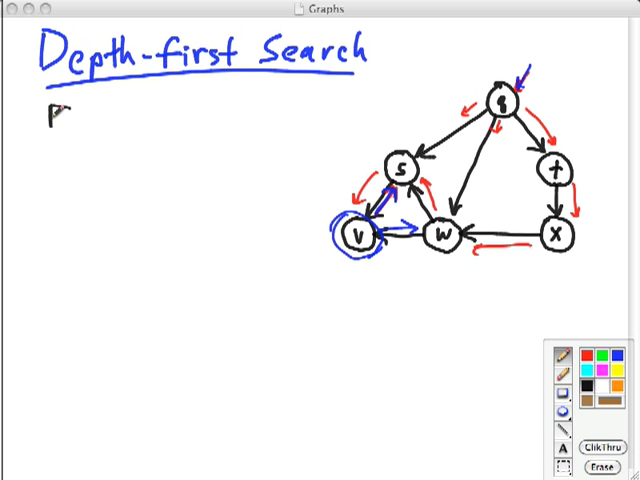 Graphs
Depth-first Search
q
s
t
v
w
x
A
ClikThru
Erase